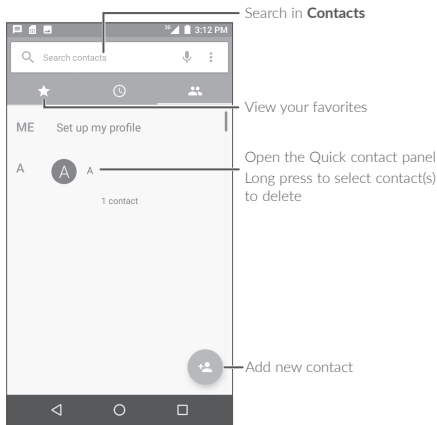 Search in Contacts
3G 3:12 PM
Search contacts
View your favorites
ME Set up my profile
Open the Quick contact panel
A A A
Long press to select contact(s)
to delete
1 contact
Add new contact